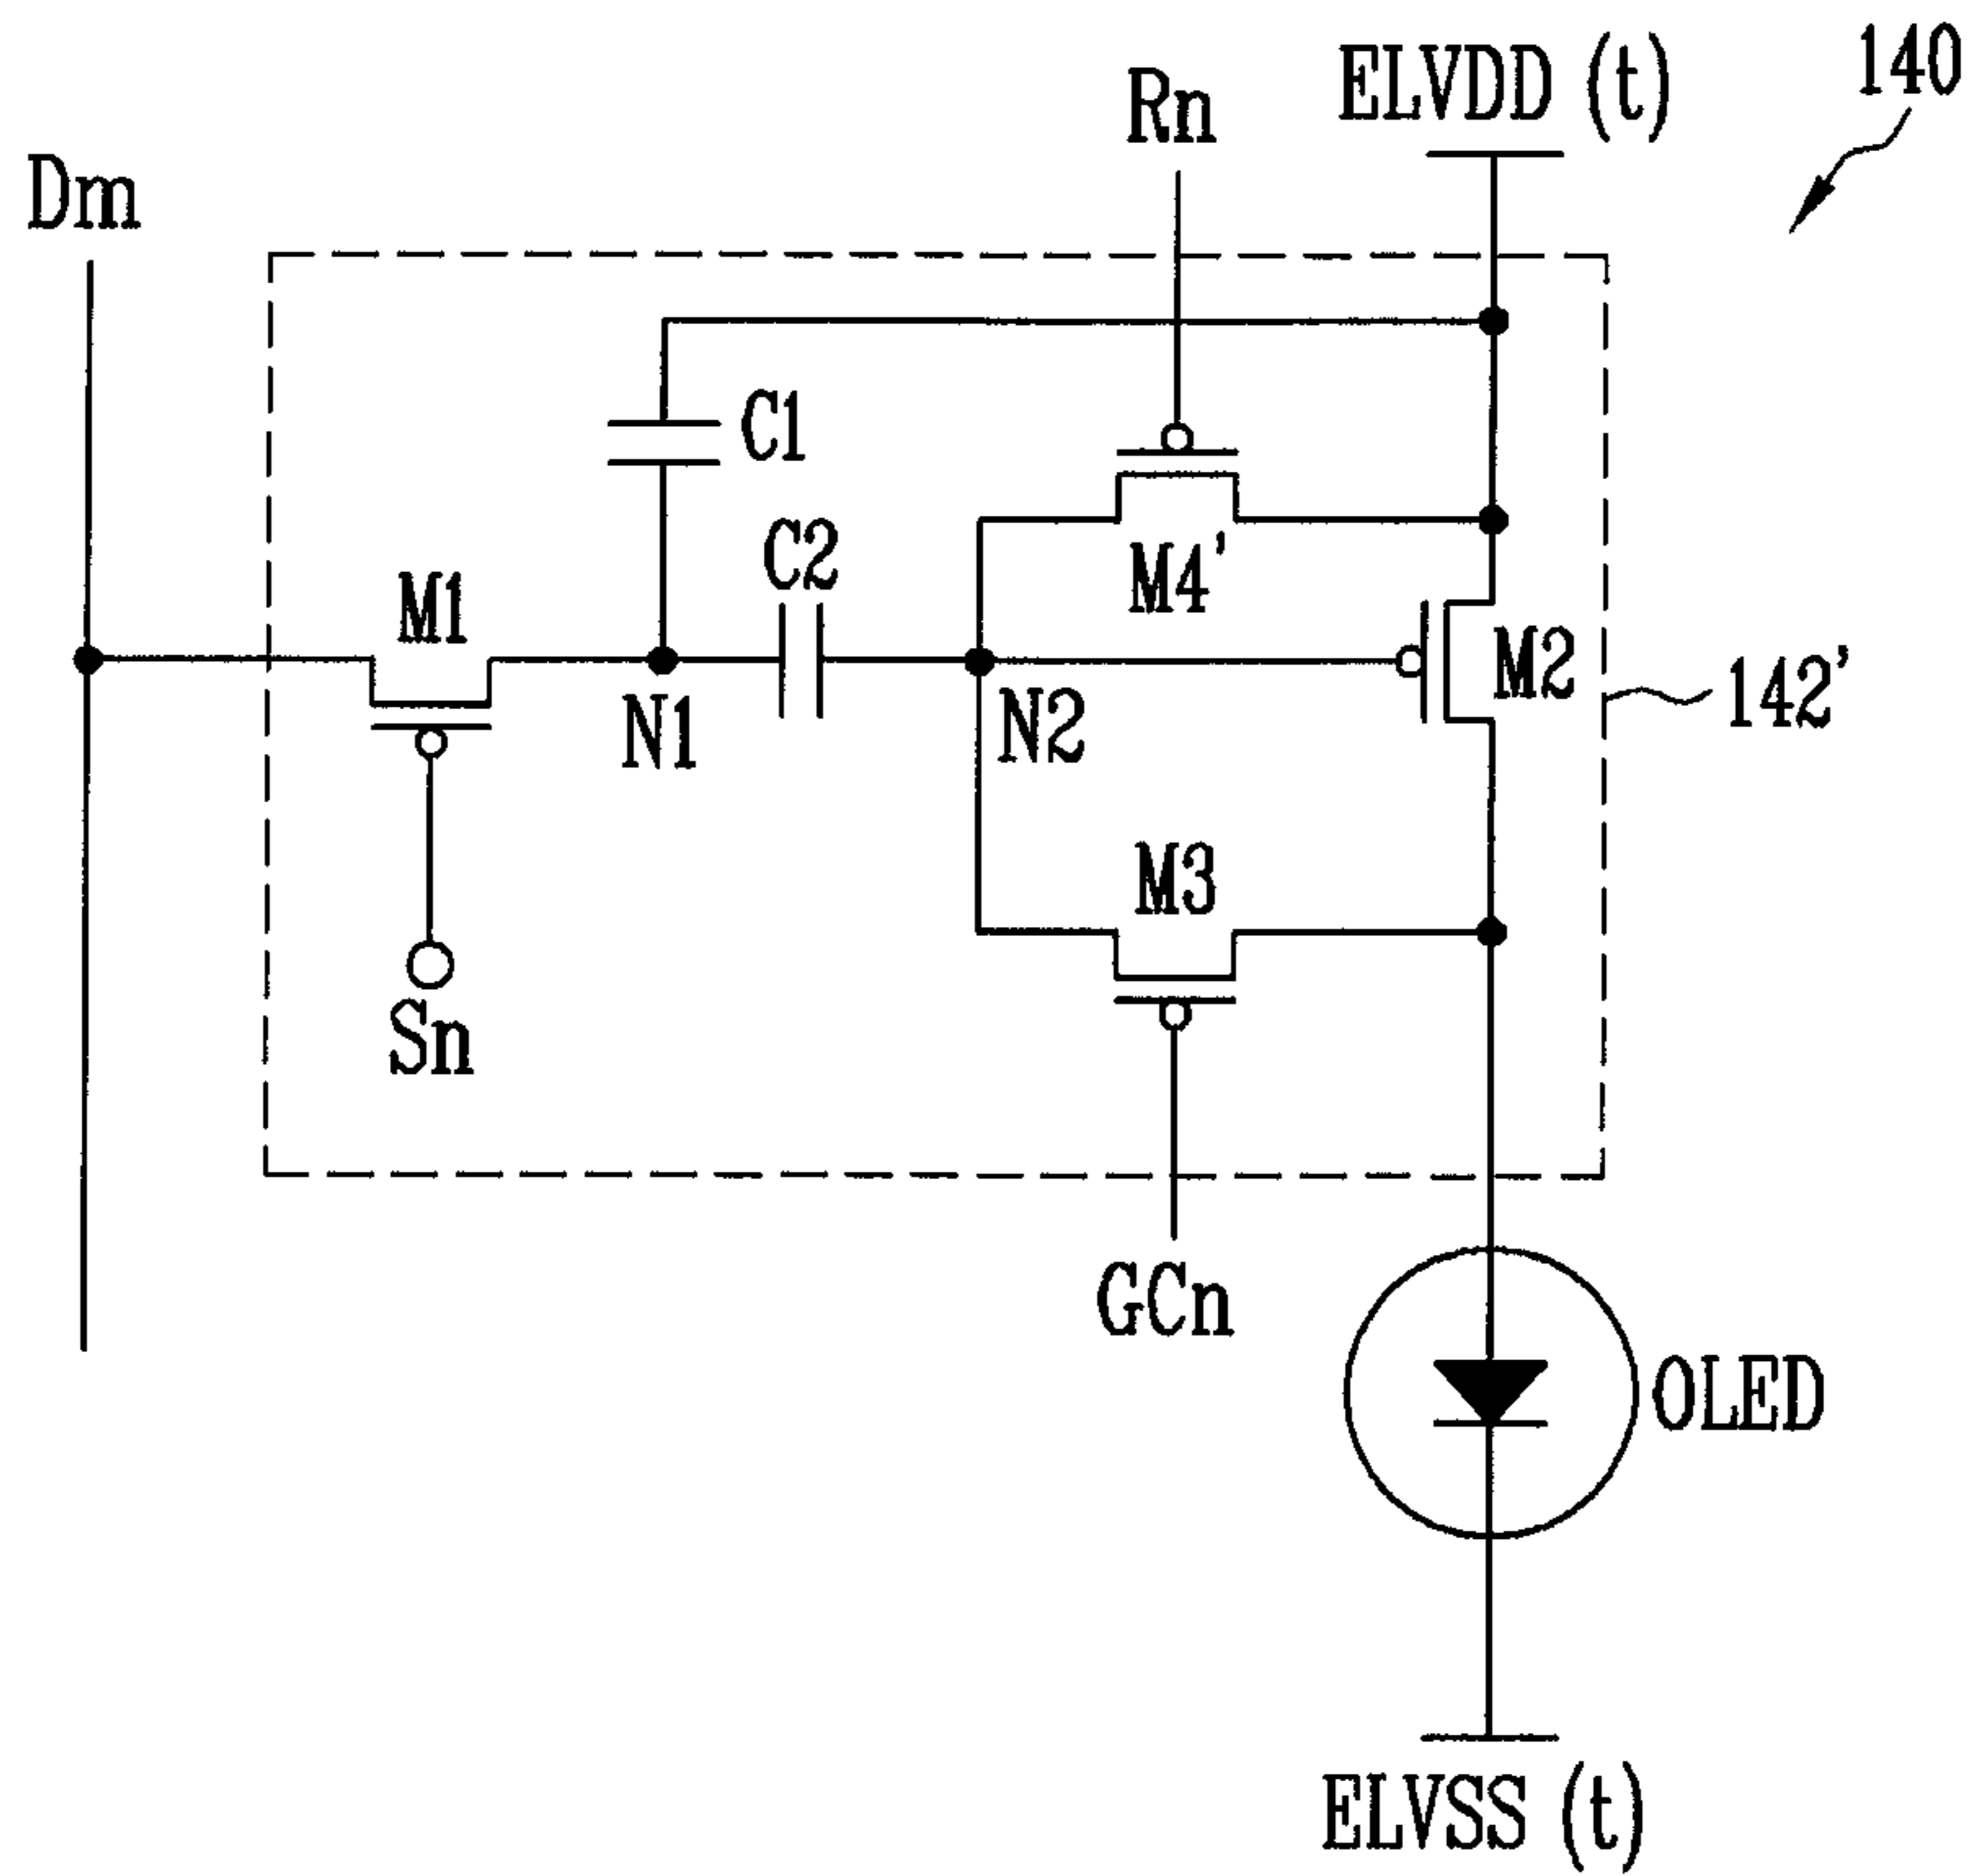 140
ELVDD (t)
Rn
Dm
C1
C2
M4'
M1
M2
142'
N1
N2
M3
Sn
GCn
OLED
ELVSS (t)